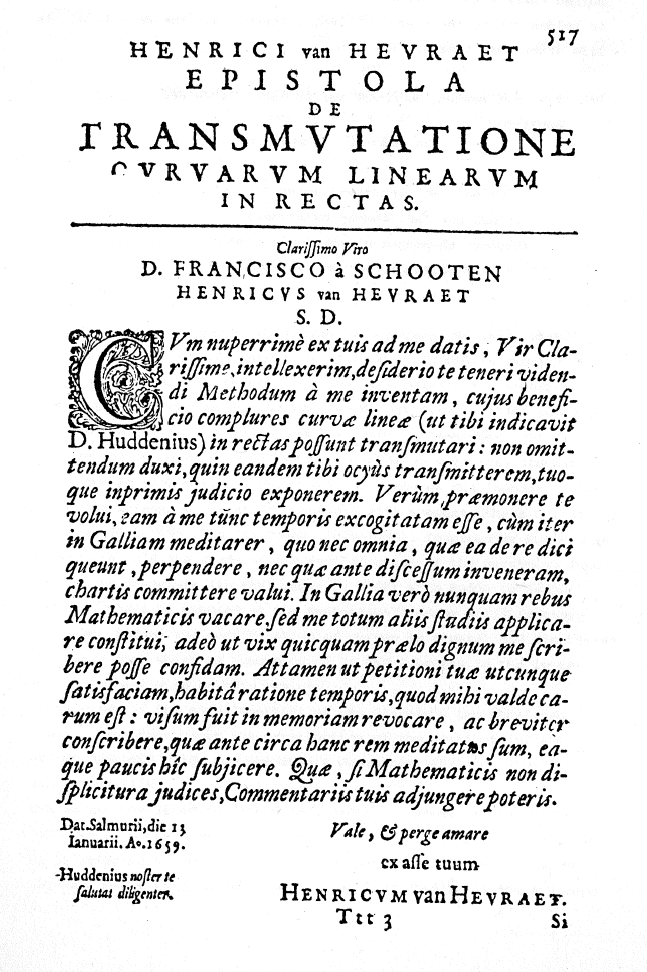 517
HENRICI van HEVRAET
EPISTOLA
DE
TRANSMVTATIONE
CVRVARVM LINEARVM
IN RECTAS.
Clariſſimo Viro
D. FRANCISCO à SCHOOTEN
HENRICVS van HEVRAET
S. D.
CVm nuperrimè ex tuis ad me datis, Vir Cla-
riſſime, intellexerim, deſiderio te teneri viden-
di Methodum à me inventam, cujus benefi-
cio complures curvæ lineæ (ut tibi indicavit
D. Huddenius) in rectas poſſunt tranſmutari: non omit-
tendum duxi, quin eandem tibi ocyùs tranſmitterem, tuo-
que inprimis judicio exponerem. Verùm, præmonere te
volui, eam à me tunc temporis excogitatam eſſe, cùm iter
in Galliam meditarer, quo nec omnia, quæ ea de re dici
queunt, perpendere, nec quæ ante diſceſſum inveneram,
chartis committere valui. In Gallia verò nunquam rebus
Mathematicis vacare, ſed me totum aliis ſtudiis applica-
re conſtitui, adeò ut vix quicquam prælo dignum me ſcri-
bere poſſe confidam. Attamen ut petitioni tuæ utcunque
ſatisfaciam, habitâ ratione temporis, quod mihi valde ca-
rum eſt: viſum fuit in memoriam revocare, ac breviter
conſcribere, quæ ante circa hanc rem meditatus ſum, ea-
que paucis hîc ſubjicere. Quæ, ſi Mathematicis non di-
ſplicitura judices, Commentariis tuis adjungere poteris.
Dat. Salmurii, die 13
Ianuarii. Ao. 1659.
Huddenius noſter te
ſalutat diligenter.
Vale, & perge amare
ex aſſe tuum
HENRICVM van HEVRAET.
Ttt 3
Si